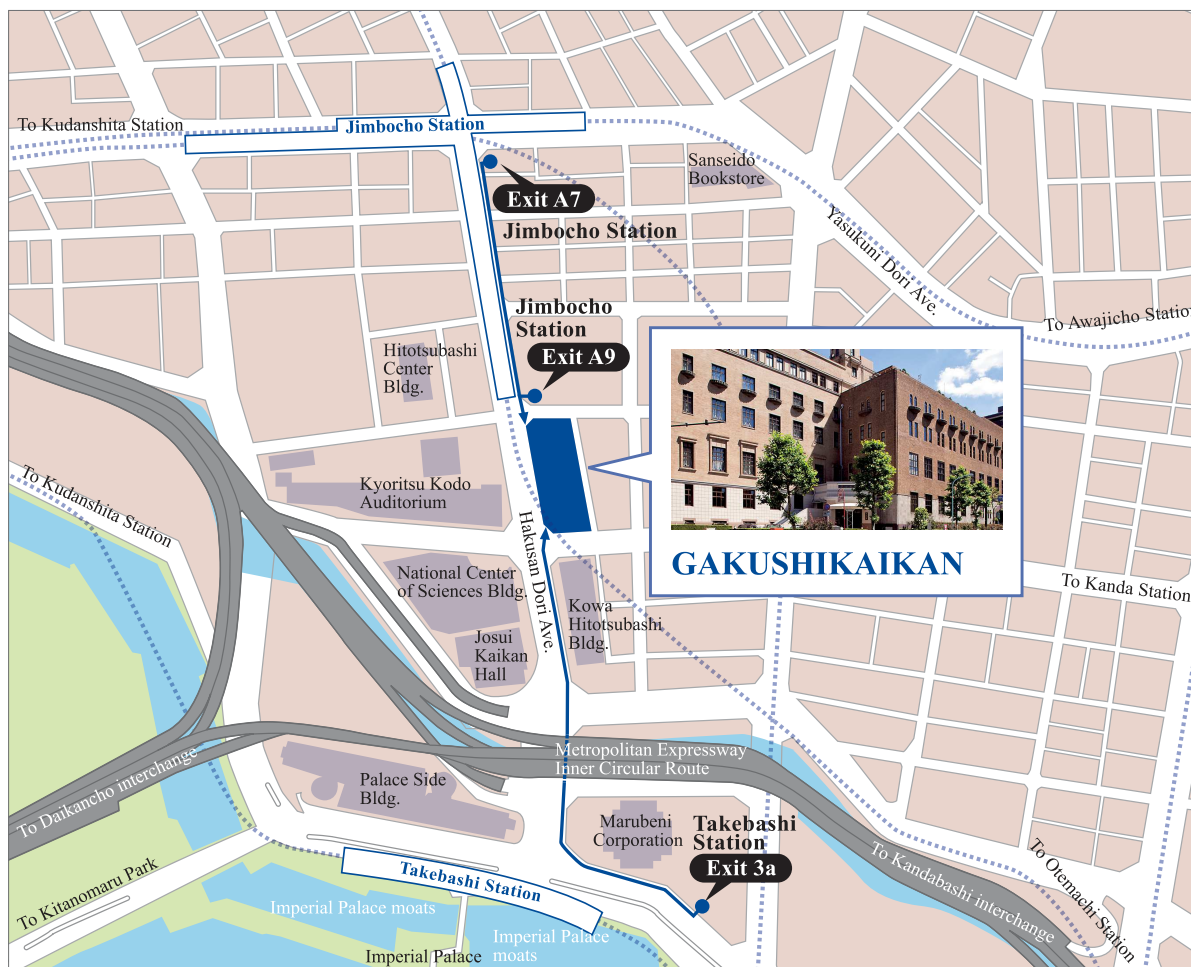 To Kudanshita Station
Jimbocho Station
Sanseido
Bookstore
Exit A7
Jimbocho Station
Yasukuni Dori Ave.
Jimbocho
Station
To Awajicho Station
Hitotsubashi
Center
Bldg.
Exit A9
To Kudanshita Station
Kyoritsu Kodo
Auditorium
Hakusan Dori Ave.
GAKUSHIKAIKAN
National Center
of Sciences Bldg.
To Kanda Station
Kowa
Hitotsubashi
Bldg.
Josui
Kaikan
Hall
Metropolitan Expressway
Inner Circular Route
To Daikancho interchange
Palace Side
Bldg.
Marubeni
Corporation
Takebashi
Station
Exit 3a
To Kandabashi interchange
To Otemachi Station
To Kitanomaru Park
Takebashi Station
Imperial Palace moats
Imperial Palace
moats
Imperial Palace